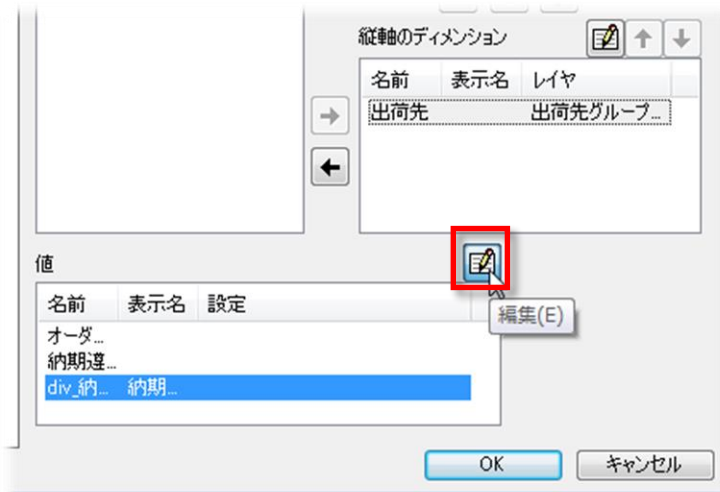 縦軸のディメンション
名前 表示名 レイヤ
出荷先 出荷先グループ...
値
編集(E)
名前 表示名 設定
オーダ...
納期遵...
div_納... 納期...
OK キャンセル